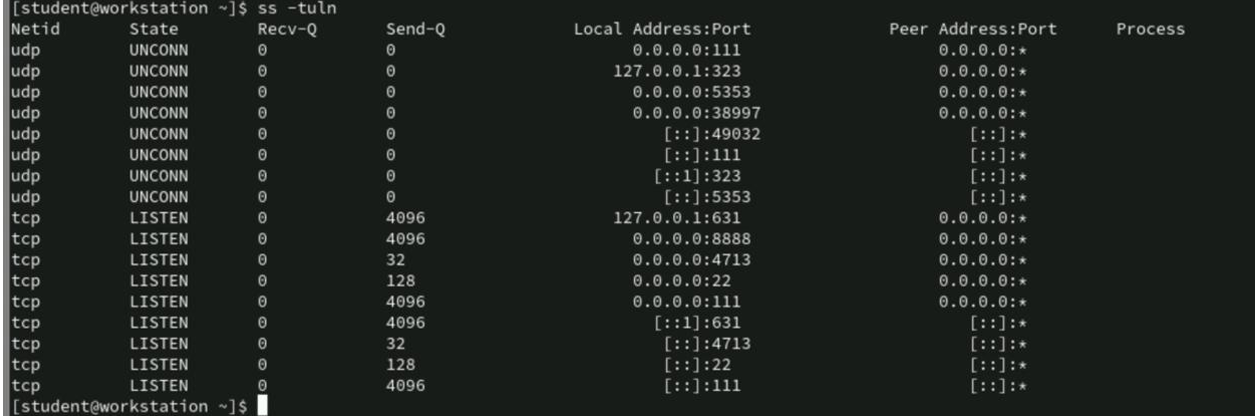 [student@workstation ~]$ ss -tuln
Netid State Recv-Q Send-Q Local Address:Port Peer Address:Port Process
udp UNCONN 0 0 0.0.0.0:111 0.0.0.0:*
udp UNCONN 0 0 127.0.0.1:323 0.0.0.0:*
udp UNCONN 0 0 0.0.0.0:5353 0.0.0.0:*
udp UNCONN 0 0 0.0.0.0:38997 0.0.0.0:*
udp UNCONN 0 0 [::]:49032 [::]:*
udp UNCONN 0 0 [::]:111 [::]:*
udp UNCONN 0 0 [::1]:323 [::]:*
udp UNCONN 0 0 [::]:5353 [::]:*
tcp LISTEN 0 4096 127.0.0.1:631 0.0.0.0:*
tcp LISTEN 0 4096 0.0.0.0:8888 0.0.0.0:*
tcp LISTEN 0 32 0.0.0.0:4713 0.0.0.0:*
tcp LISTEN 0 128 0.0.0.0:22 0.0.0.0:*
tcp LISTEN 0 4096 0.0.0.0:111 0.0.0.0:*
tcp LISTEN 0 4096 [::1]:631 [::]:*
tcp LISTEN 0 32 [::]:4713 [::]:*
tcp LISTEN 0 128 [::]:22 [::]:*
tcp LISTEN 0 4096 [::]:111 [::]:*
[student@workstation ~]$